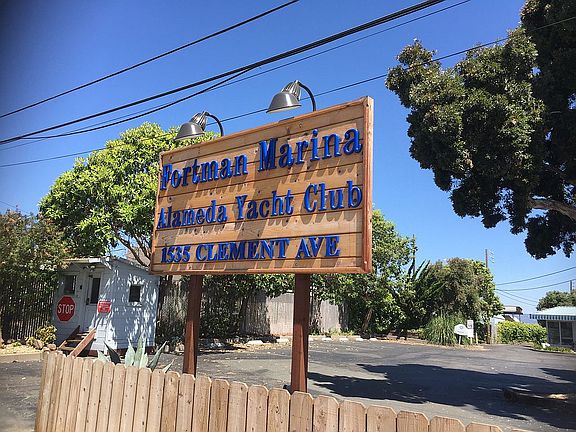 Fortman Marina
Alameda Yacht Club
1535 CLEMENT AVE
STOP